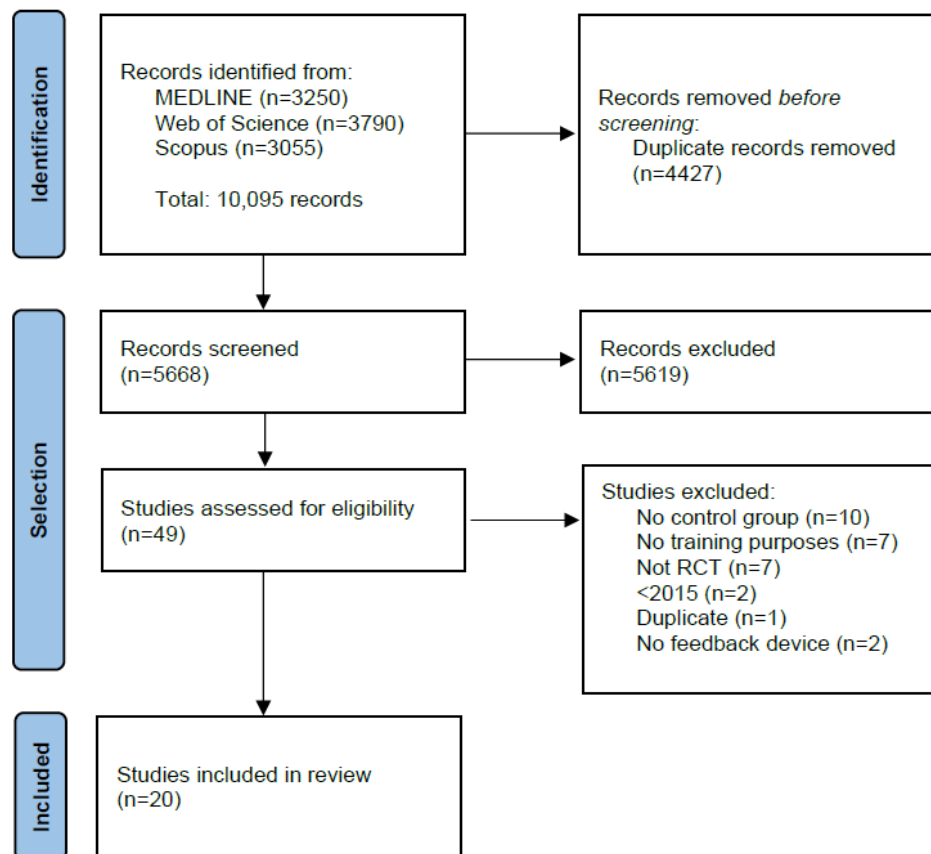 Identification
Records identified from:
MEDLINE (n=3250)
Web of Science (n=3790)
Scopus (n=3055)
Total: 10,095 records
Records removed before
screening:
Duplicate records removed
(n=4427)
Selection
Records screened
(n=5668)
Records excluded
(n=5619)
Studies assessed for eligibility
(n=49)
Studies excluded:
No control group (n=10)
No training purposes (n=7)
Not RCT (n=7)
<2015 (n=2)
Duplicate (n=1)
No feedback device (n=2)
Included
Studies included in review
(n=20)